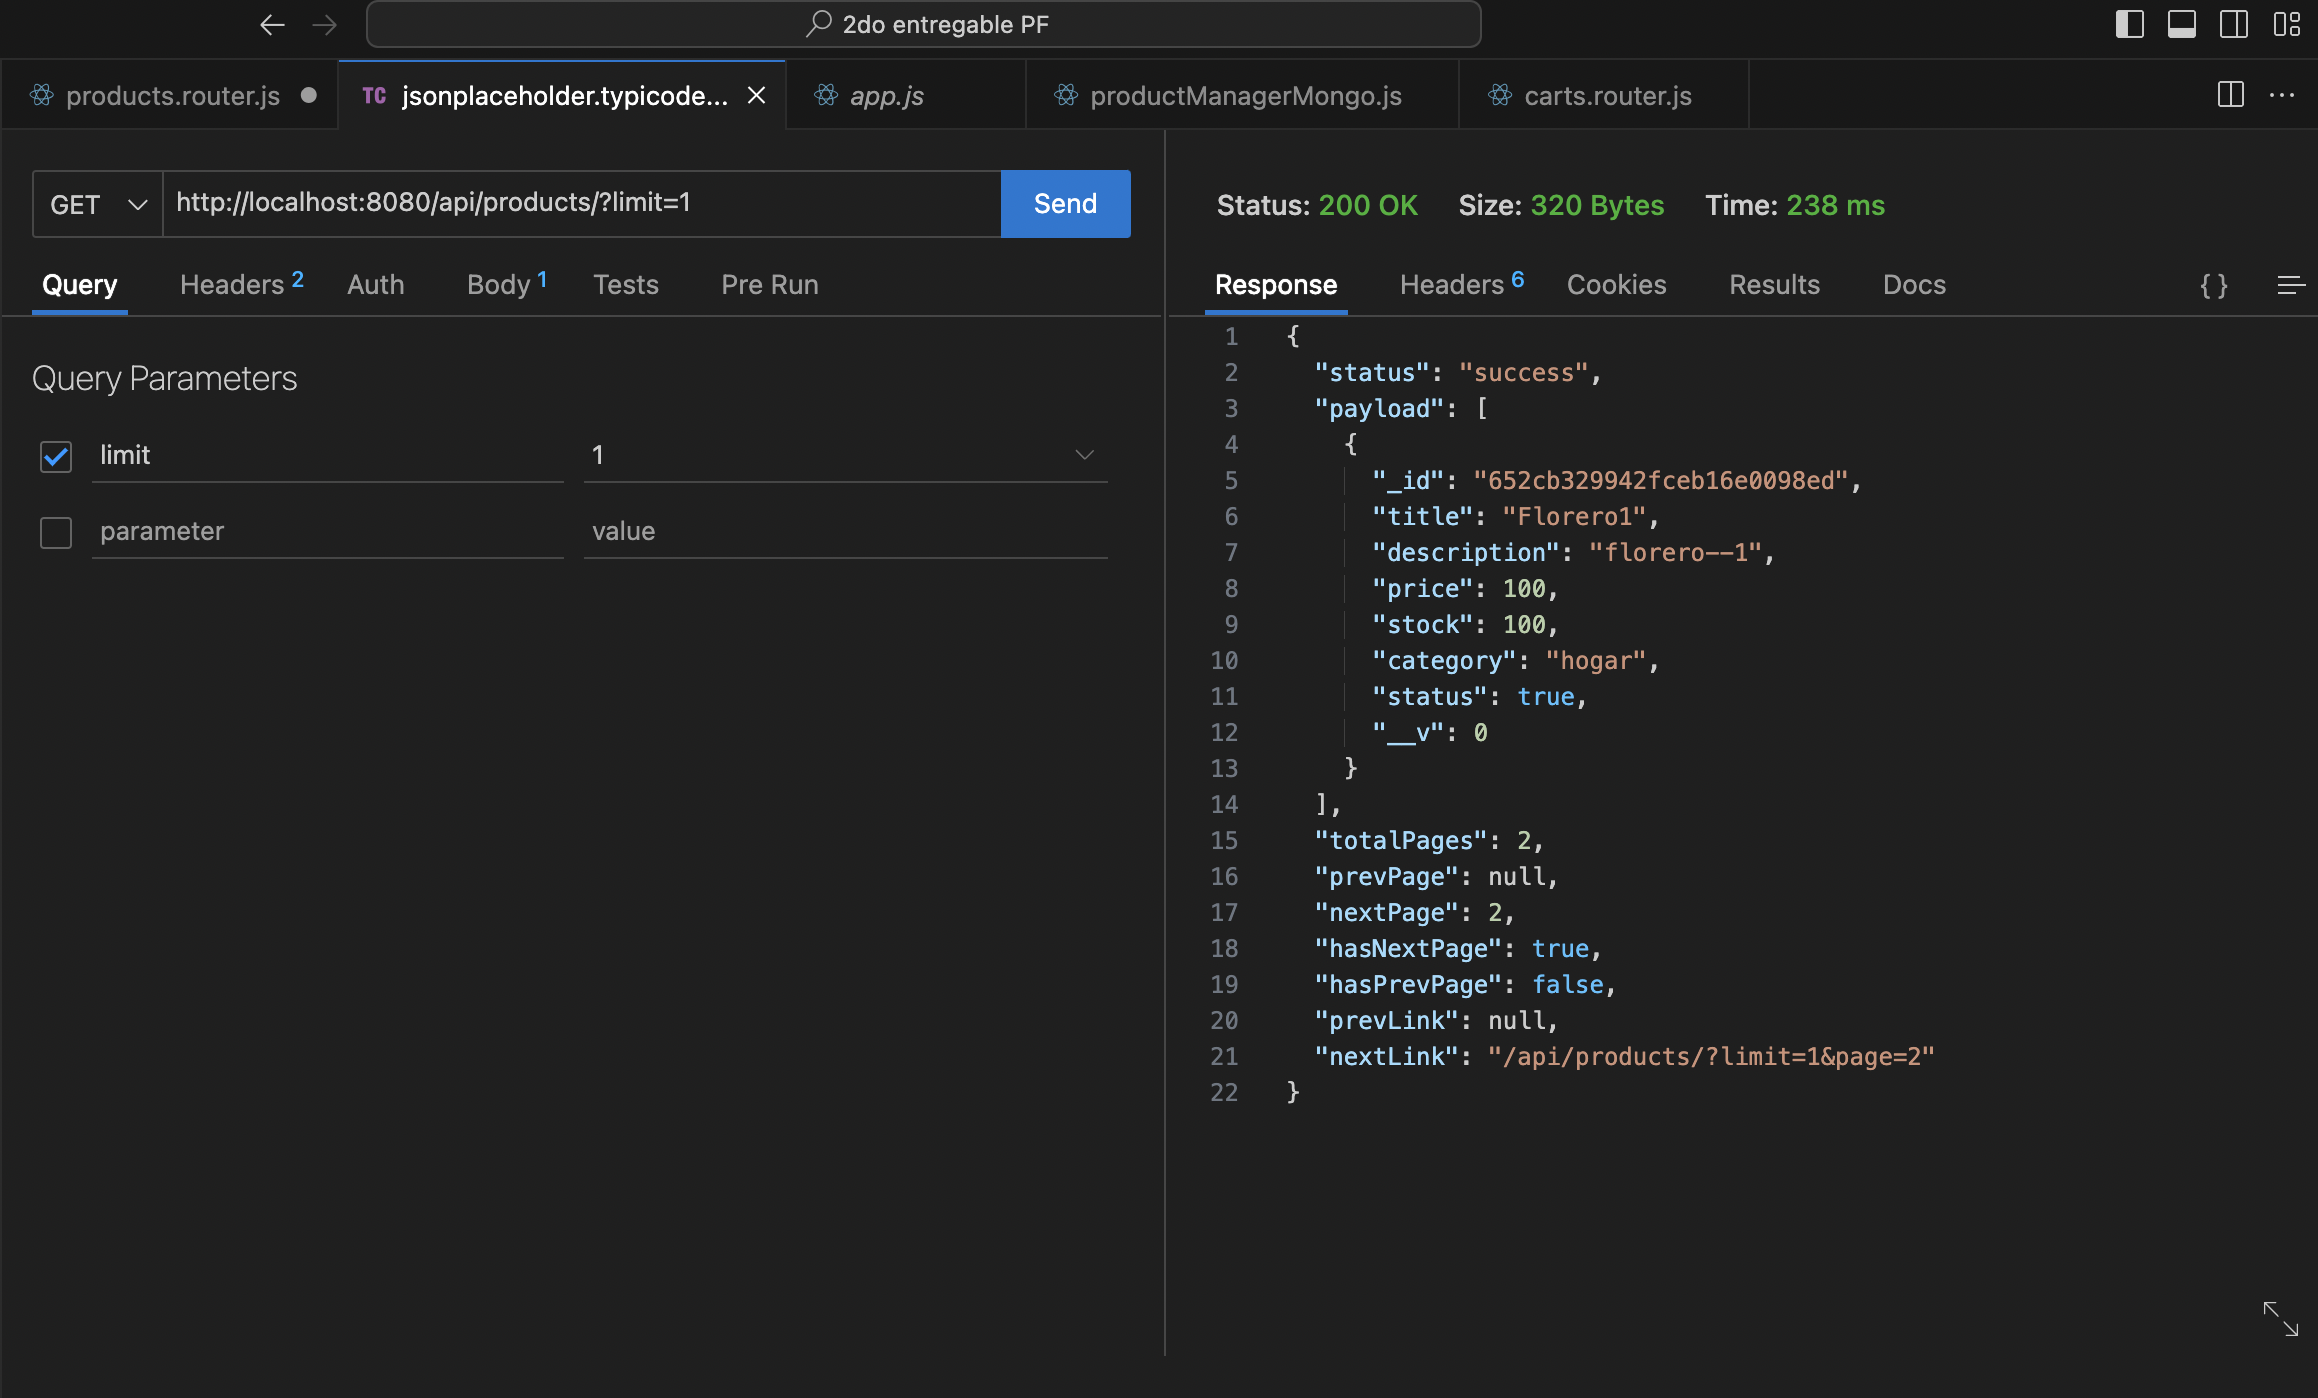 2do entregable PF
products.router.js
TC jsonplaceholder.typicode...
app.js
productManagerMongo.js
carts.router.js
GET
http://localhost:8080/api/products/?limit=1
Send
Status: 200 OK Size: 320 Bytes Time: 238 ms
Query
Headers 2
Auth
Body 1
Tests
Pre Run
Query Parameters
limit 1
parameter value
Response
Headers 6
Cookies
Results
Docs
{ }
1 {
2 "status": "success",
3 "payload": [
4 {
5 "_id": "652cb329942fceb16e0098ed",
6 "title": "Florero1",
7 "description": "florero--1",
8 "price": 100,
9 "stock": 100,
10 "category": "hogar",
11 "status": true,
12 "__v": 0
13 }
14 ],
15 "totalPages": 2,
16 "prevPage": null,
17 "nextPage": 2,
18 "hasNextPage": true,
19 "hasPrevPage": false,
20 "prevLink": null,
21 "nextLink": "/api/products/?limit=1&page=2"
22 }